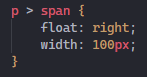 p > span {
    float: right;
    width: 100px;
}